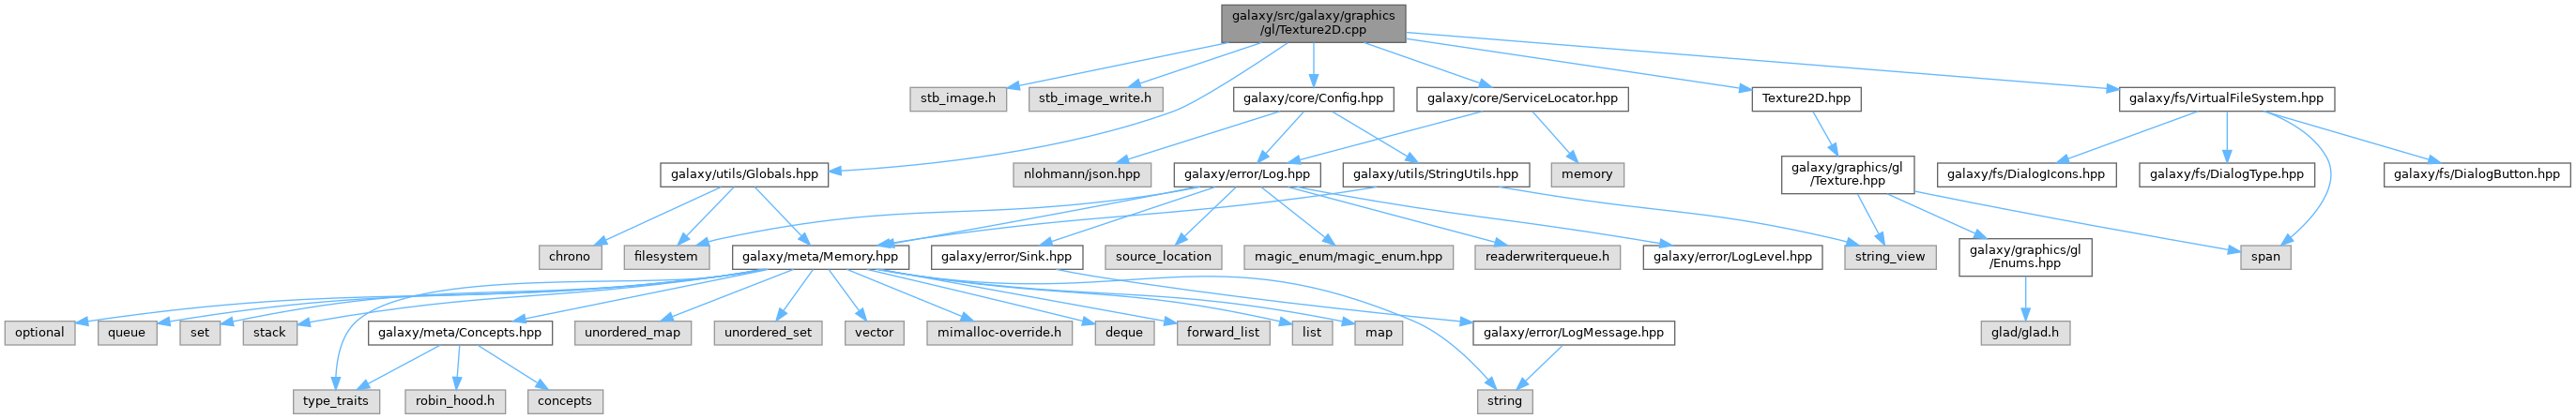 galaxy/src/galaxy/graphics
/gl/Texture2D.cpp
stb_image.h
stb_image_write.h
galaxy/core/Config.hpp
galaxy/core/ServiceLocator.hpp
Texture2D.hpp
galaxy/fs/VirtualFileSystem.hpp
galaxy/utils/Globals.hpp
nlohmann/json.hpp
galaxy/error/Log.hpp
galaxy/utils/StringUtils.hpp
memory
galaxy/graphics/gl
/Texture.hpp
galaxy/fs/DialogIcons.hpp
galaxy/fs/DialogType.hpp
galaxy/fs/DialogButton.hpp
chrono
filesystem
galaxy/meta/Memory.hpp
galaxy/error/Sink.hpp
source_location
magic_enum/magic_enum.hpp
readerwriterqueue.h
galaxy/error/LogLevel.hpp
string_view
galaxy/graphics/gl
/Enums.hpp
span
optional
queue
set
stack
galaxy/meta/Concepts.hpp
unordered_map
unordered_set
vector
mimalloc-override.h
deque
forward_list
list
map
galaxy/error/LogMessage.hpp
glad/glad.h
type_traits
robin_hood.h
concepts
string